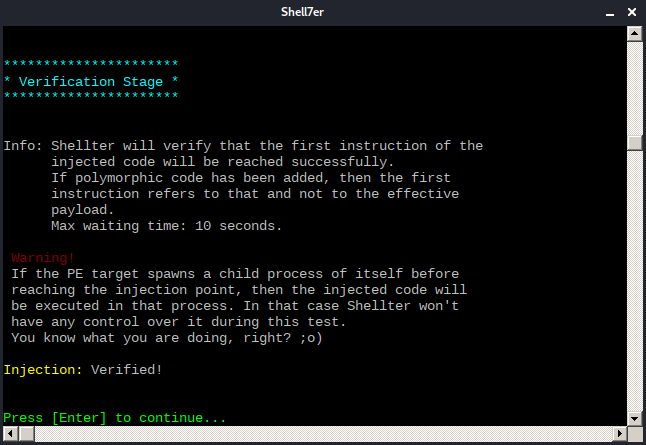 Shell7er
***********************
* Verification Stage *
***********************
Info: Shellter will verify that the first instruction of the
injected code will be reached successfully.
If polymorphic code has been added, then the first
instruction refers to that and not to the effective
payload.
Max waiting time: 10 seconds.
Warning!
If the PE target spawns a child process of itself before
reaching the injection point, then the injected code will
be executed in that process. In that case Shellter won't
have any control over it during this test.
You know what you are doing, right? ;o)
Injection: Verified!
Press [Enter] to continue...